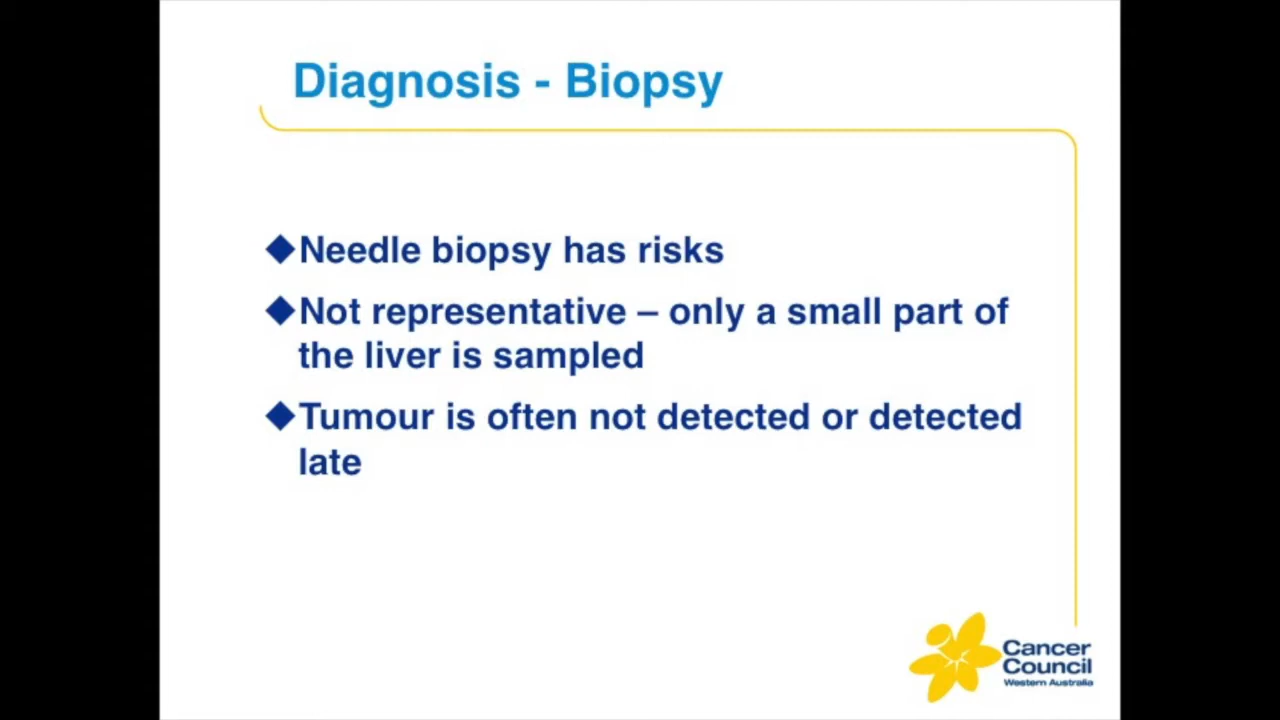 Diagnosis - Biopsy
◆Needle biopsy has risks
◆Not representative – only a small part of
the liver is sampled
◆Tumour is often not detected or detected
late
Cancer
Council
Western Australia